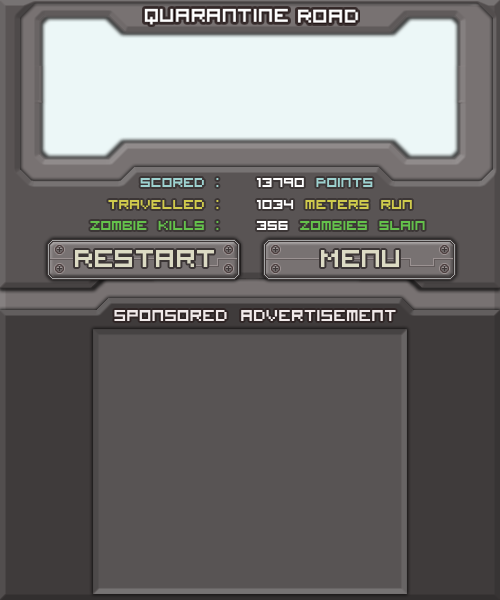 QUARANTINE ROAD
SCORED : 13790 POINTS
TRAVELLED : 1034 METERS RUN
ZOMBIE KILLS : 356 ZOMBIES SLAIN
RESTART MENU
SPONSORED ADVERTISEMENT